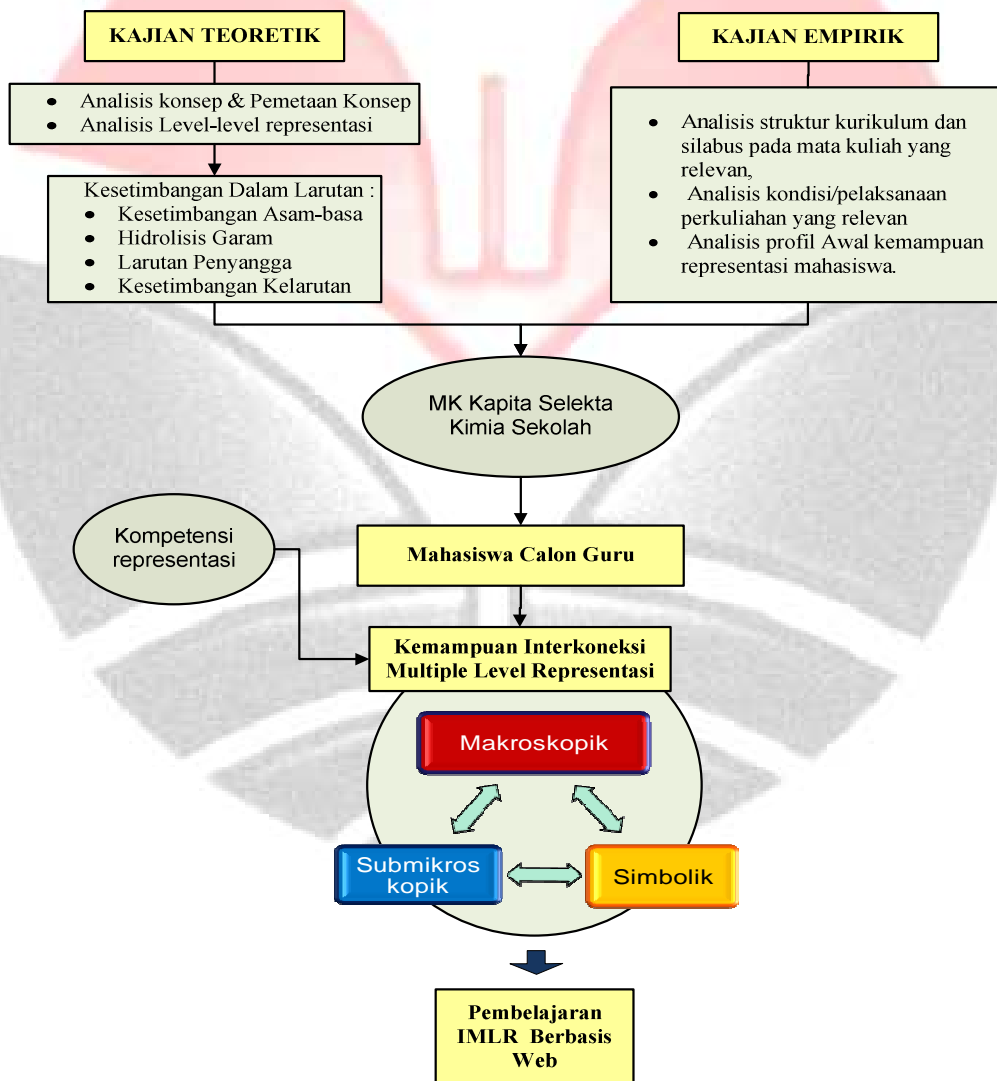 KAJIAN TEORETIK
• Analisis konsep & Pemetaan Konsep
• Analisis Level-level representasi
Kesetimbangan Dalam Larutan :
• Kesetimbangan Asam-basa
• Hidrolisis Garam
• Larutan Penyangga
• Kesetimbangan Kelarutan
KAJIAN EMPIRIK
• Analisis struktur kurikulum dan
silabus pada mata kuliah yang
relevan,
• Analisis kondisi/pelaksanaan
perkuliahan yang relevan
• Analisis profil Awal kemampuan
representasi mahasiswa.
MK Kapita Selekta
Kimia Sekolah
Kompetensi
representasi
Mahasiswa Calon Guru
Kemampuan Interkoneksi
Multiple Level Representasi
Makroskopik
Submikros
kopik
Simbolik
Pembelajaran
IMLR Berbasis
Web